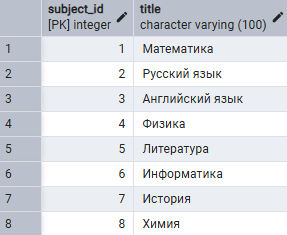 subject_id title
[PK] integer character varying (100)
1 1 Математика
2 2 Русский язык
3 3 Английский язык
4 4 Физика
5 5 Литература
6 6 Информатика
7 7 История
8 8 Химия